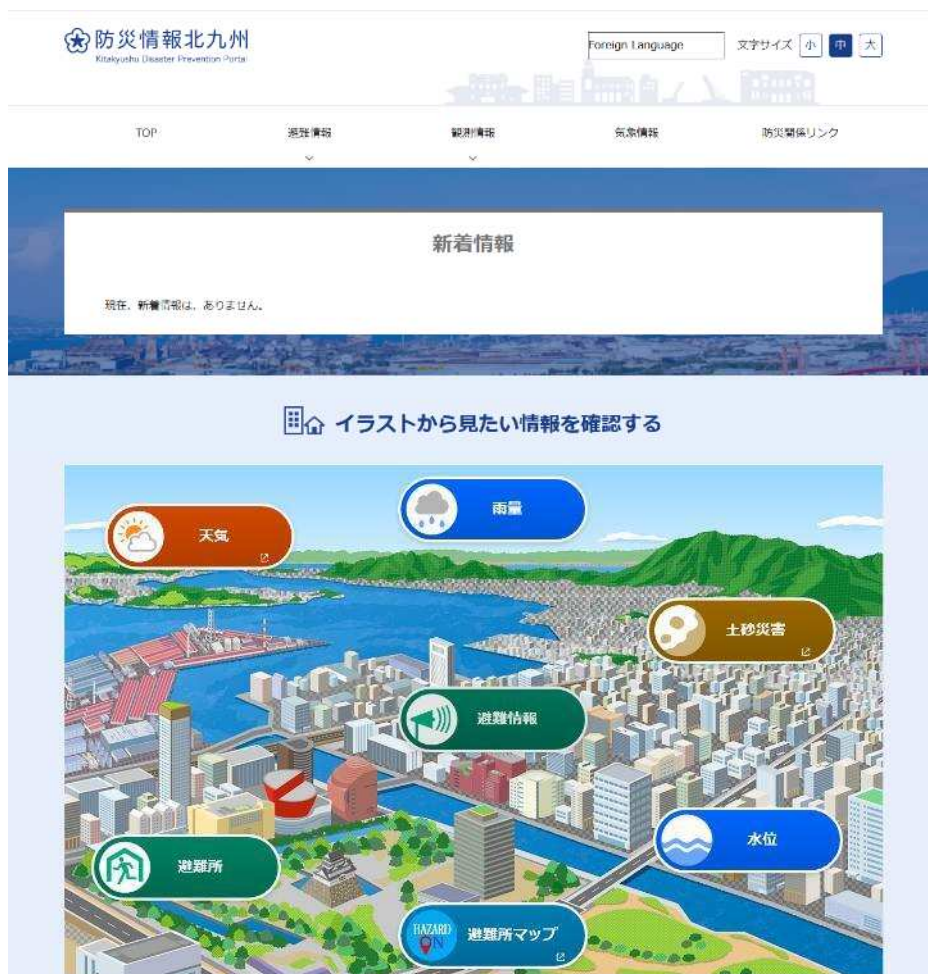 防災情報北九州
Kitakyushu Disaster Prevention Portal
Foreign Language
文字サイズ 小 中 大
TOP 避難情報 観測情報 気象情報 防災関係リンク
新着情報
現在、新着情報は、ありません。
イラストから見たい情報を確認する
雨量
天気
土砂災害
避難情報
水位
避難所
HAZARD ON 避難所マップ